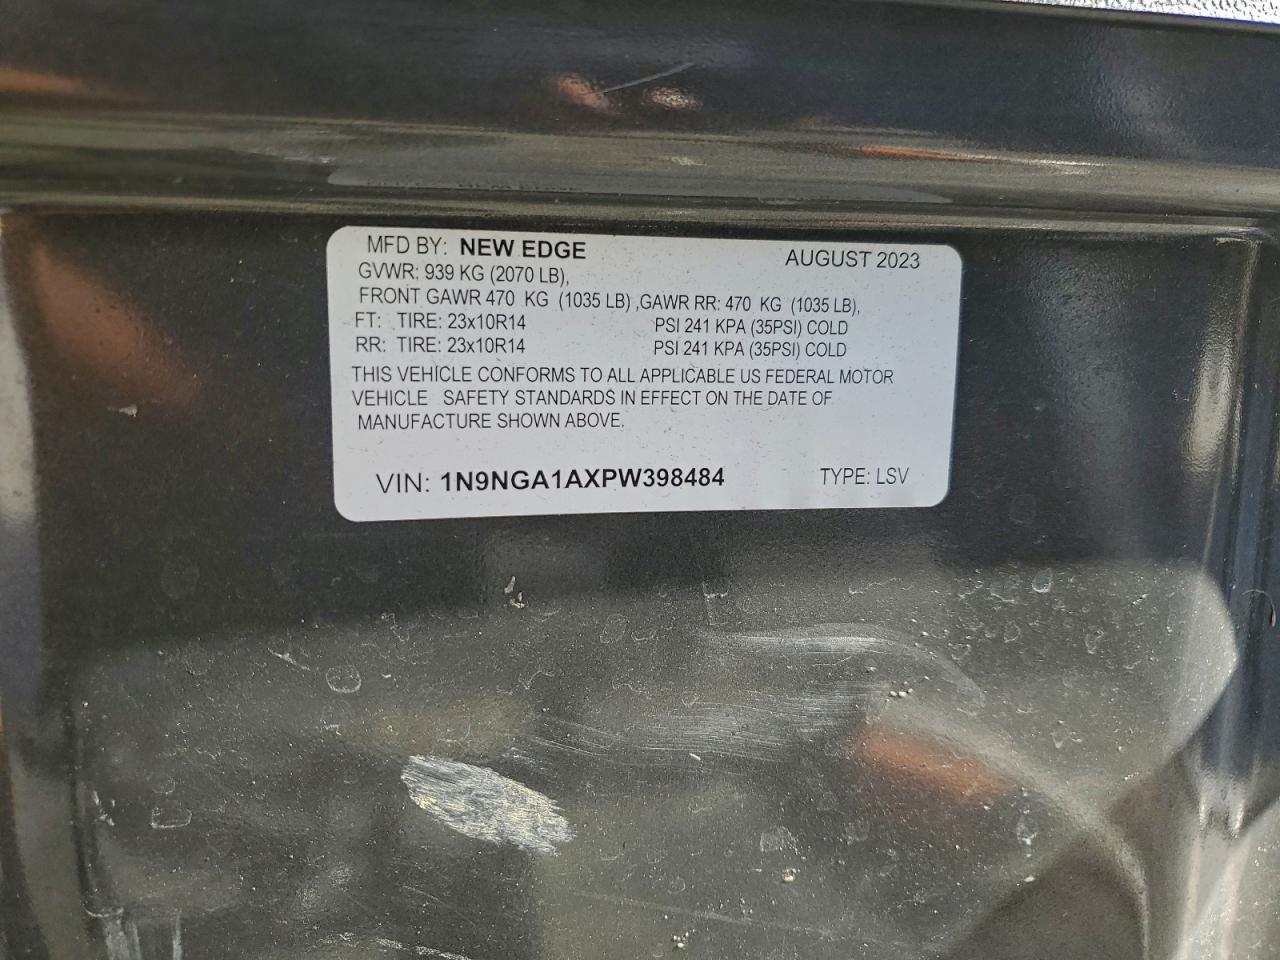 MFD BY: NEW EDGE AUGUST 2023
GVWR: 939 KG (2070 LB),
FRONT GAWR 470 KG (1035 LB) ,GAWR RR: 470 KG (1035 LB),
FT: TIRE: 23x10R14 PSI 241 KPA (35PSI) COLD
RR: TIRE: 23x10R14 PSI 241 KPA (35PSI) COLD
THIS VEHICLE CONFORMS TO ALL APPLICABLE US FEDERAL MOTOR
VEHICLE SAFETY STANDARDS IN EFFECT ON THE DATE OF
MANUFACTURE SHOWN ABOVE.
VIN: 1N9NGA1AXPW398484 TYPE: LSV